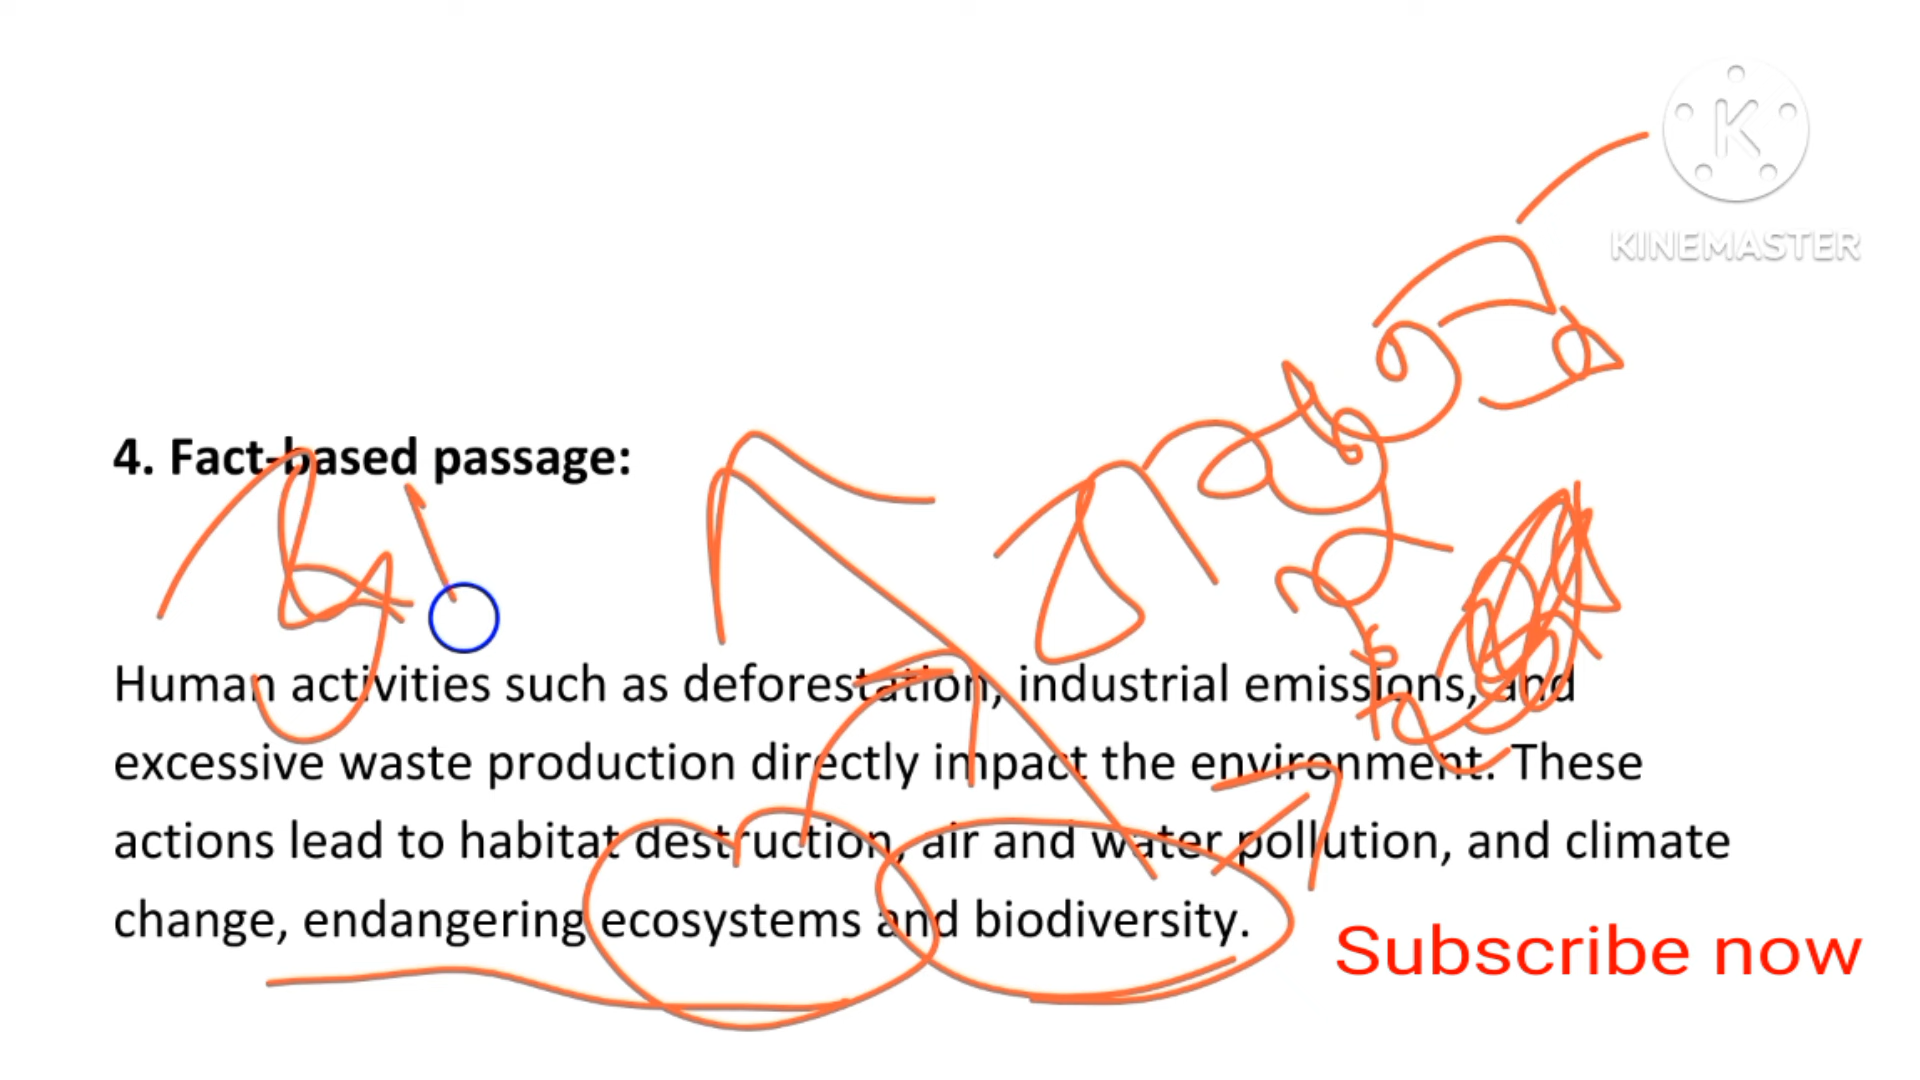 K
KINEMASTER
4. Fact-based passage:
Human activities such as deforestation, industrial emissions, and
excessive waste production directly impact the environment. These
actions lead to habitat destruction, air and water pollution, and climate
change, endangering ecosystems and biodiversity.
Subscribe now